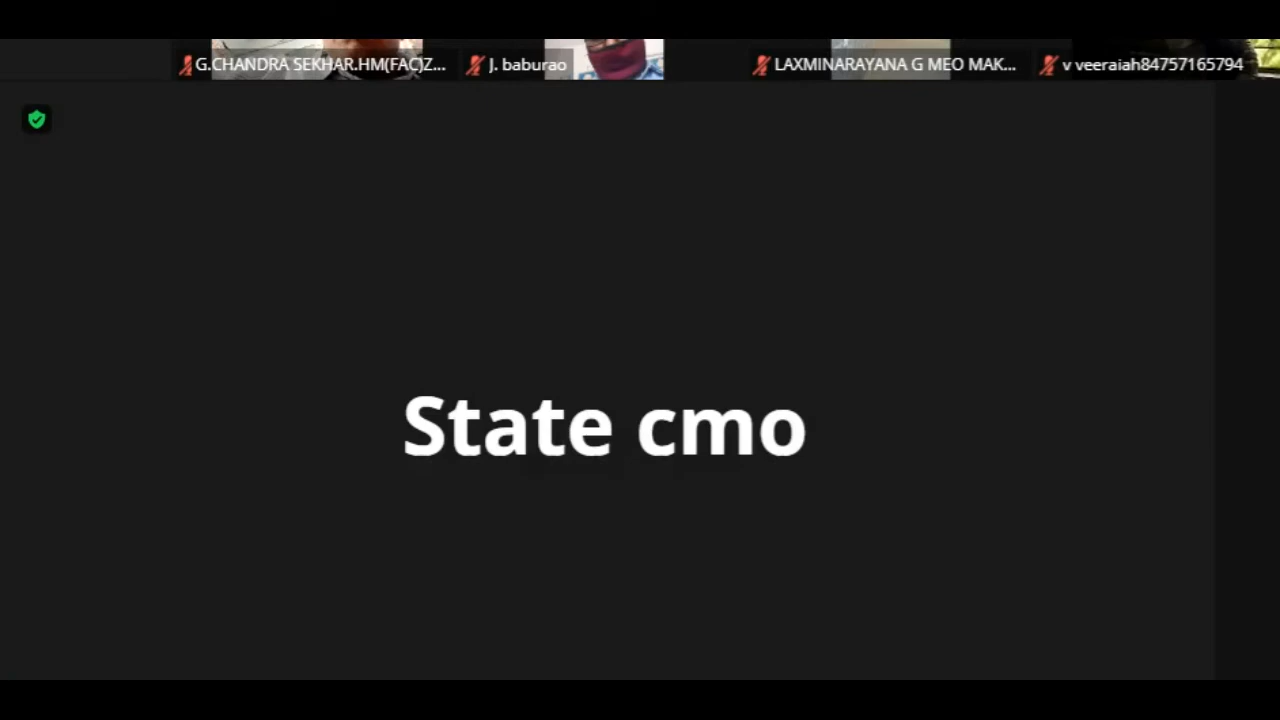 G.CHANDRA SEKHAR.HM(FAC)Z...
J. baburao
LAXMINARAYANA G MEO MAK...
v veeraiah84757165794
State cmo